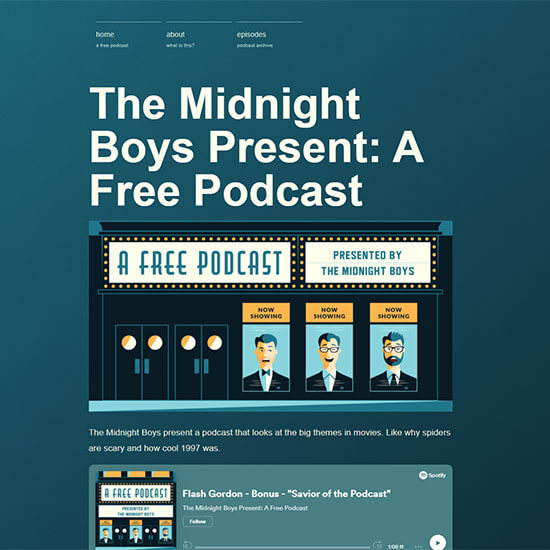 home about episodes
a free podcast what is this? podcast archive
The Midnight
Boys Present: A
Free Podcast
A FREE PODCAST
PRESENTED BY
THE MIDNIGHT BOYS
NOW SHOWING
NOW SHOWING
NOW SHOWING
The Midnight Boys present a podcast that looks at the big themes in movies. Like why spiders
are scary and how cool 1997 was.
Spotify
A FREE PODCAST
PRESENTED BY
THE MIDNIGHT BOYS
Flash Gordon - Bonus - "Savior of the Podcast"
The Midnight Boys Present: A Free Podcast
Follow
1:06:11